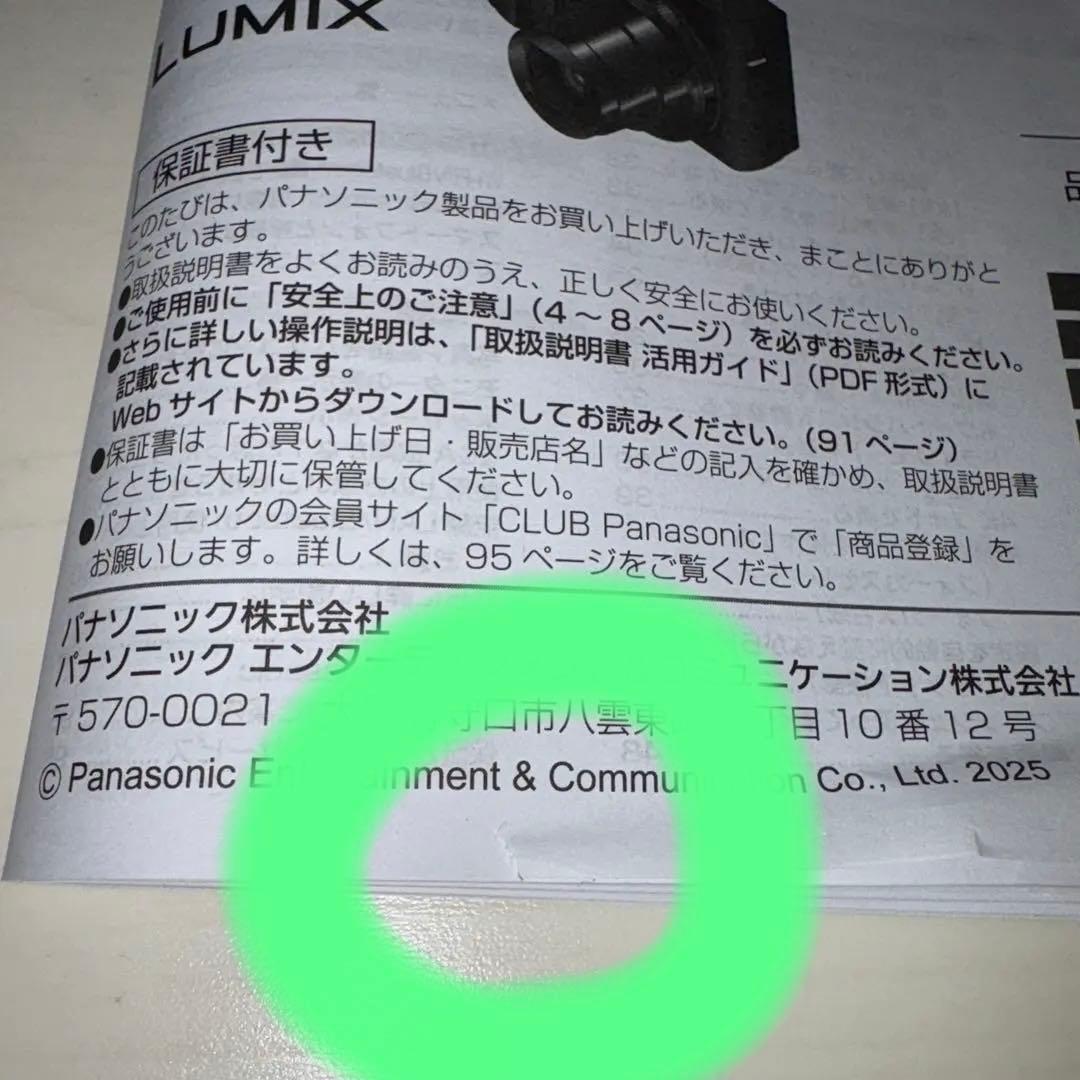 LUMIX
保証書付き
このたびは、パナソニック製品をお買い上げいただき、まことにありがと
うございます。
●取扱説明書をよくお読みのうえ、正しく安全にお使いください。
●ご使用前に「安全上のご注意」(4～8ページ)を必ずお読みください。
●さらに詳しい操作説明は、「取扱説明書 活用ガイド」(PDF形式)に
記載されています。
Webサイトからダウンロードしてお読みください。(91ページ)
●保証書は「お買い上げ日・販売店名」などの記入を確かめ、取扱説明書
とともに大切に保管してください。
●パナソニックの会員サイト「CLUB Panasonic」で「商品登録」を
お願いします。詳しくは、95ページをご覧ください。
パナソニック株式会社
パナソニック エンター ュニケーション株式会社
〒570-0021 守口市八雲東 丁目10番12号
© Panasonic En inment & Commun n Co., Ltd. 2025
品